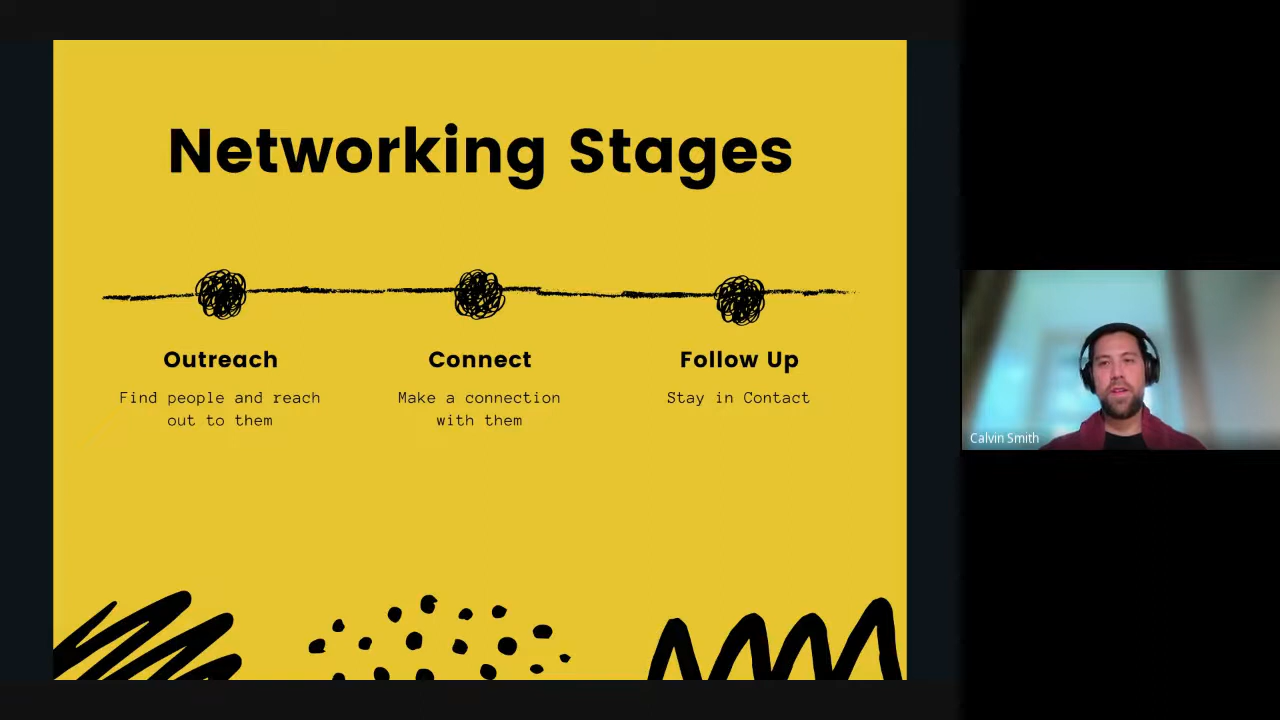 Networking Stages
Outreach
Find people and reach
out to them
Connect
Make a connection
with them
Follow Up
Stay in Contact
Calvin Smith